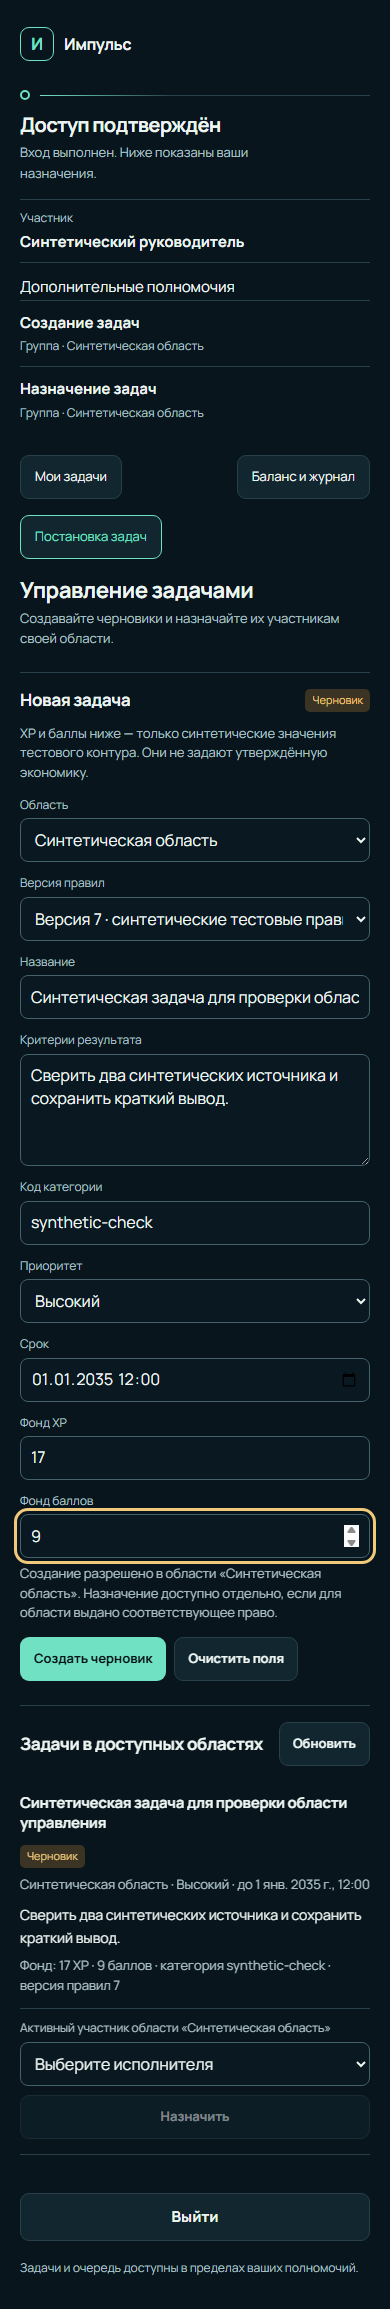 И Импульс
Доступ подтверждён
Вход выполнен. Ниже показаны ваши
назначения.
Участник
Синтетический руководитель
Дополнительные полномочия
Создание задач
Группа · Синтетическая область
Назначение задач
Группа · Синтетическая область
Мои задачи
Баланс и журнал
Постановка задач
Управление задачами
Создавайте черновики и назначайте их участникам
своей области.
Новая задача
Черновик
XP и баллы ниже — только синтетические значения
тестового контура. Они не задают утверждённую
экономику.
Область
Синтетическая область
Версия правил
Версия 7 · синтетические тестовые прав
Название
Синтетическая задача для проверки облас
Критерии результата
Сверить два синтетических источника и
сохранить краткий вывод.
Код категории
synthetic-check
Приоритет
Высокий
Срок
01.01.2035 12:00
Фонд XP
17
Фонд баллов
9
Создание разрешено в области «Синтетическая
область». Назначение доступно отдельно, если для
области выдано соответствующее право.
Создать черновик
Очистить поля
Задачи в доступных областях
Обновить
Синтетическая задача для проверки области
управления
Черновик
Синтетическая область · Высокий · до 1 янв. 2035 г., 12:00
Сверить два синтетических источника и сохранить
краткий вывод.
Фонд: 17 XP · 9 баллов · категория synthetic-check ·
версия правил 7
Активный участник области «Синтетическая область»
Выберите исполнителя
Назначить
Выйти
Задачи и очередь доступны в пределах ваших полномочий.